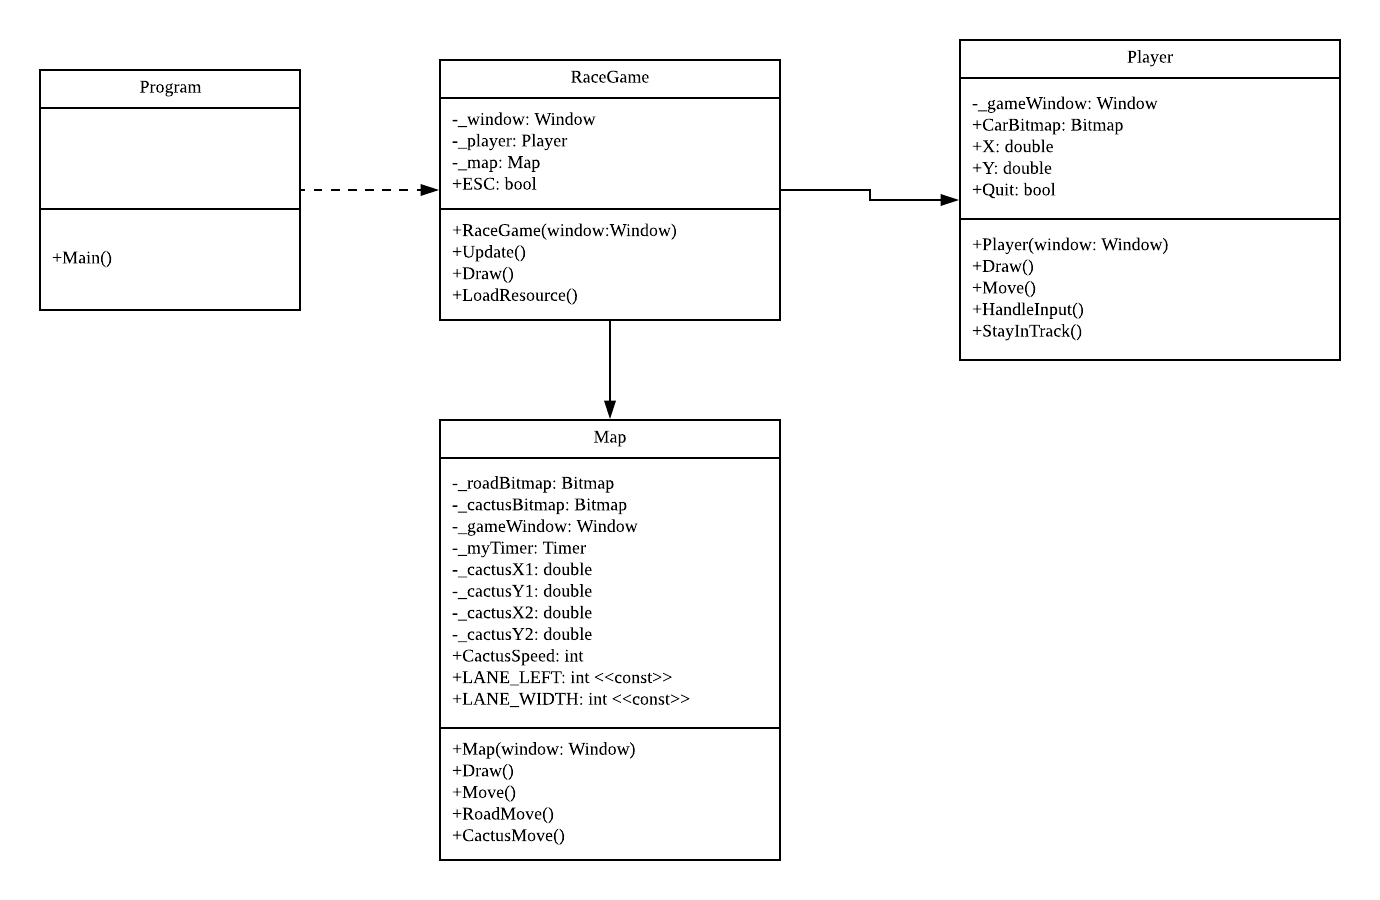 Program
+Main()
RaceGame
-_window: Window
-_player: Player
-_map: Map
+ESC: bool
+RaceGame(window:Window)
+Update()
+Draw()
+LoadResource()
Player
-_gameWindow: Window
+CarBitmap: Bitmap
+X: double
+Y: double
+Quit: bool
+Player(window: Window)
+Draw()
+Move()
+HandleInput()
+StayInTrack()
Map
-_roadBitmap: Bitmap
-_cactusBitmap: Bitmap
-_gameWindow: Window
-_myTimer: Timer
-_cactusX1: double
-_cactusY1: double
-_cactusX2: double
-_cactusY2: double
+CactusSpeed: int
+LANE_LEFT: int <<const>>
+LANE_WIDTH: int <<const>>
+Map(window: Window)
+Draw()
+Move()
+RoadMove()
+CactusMove()